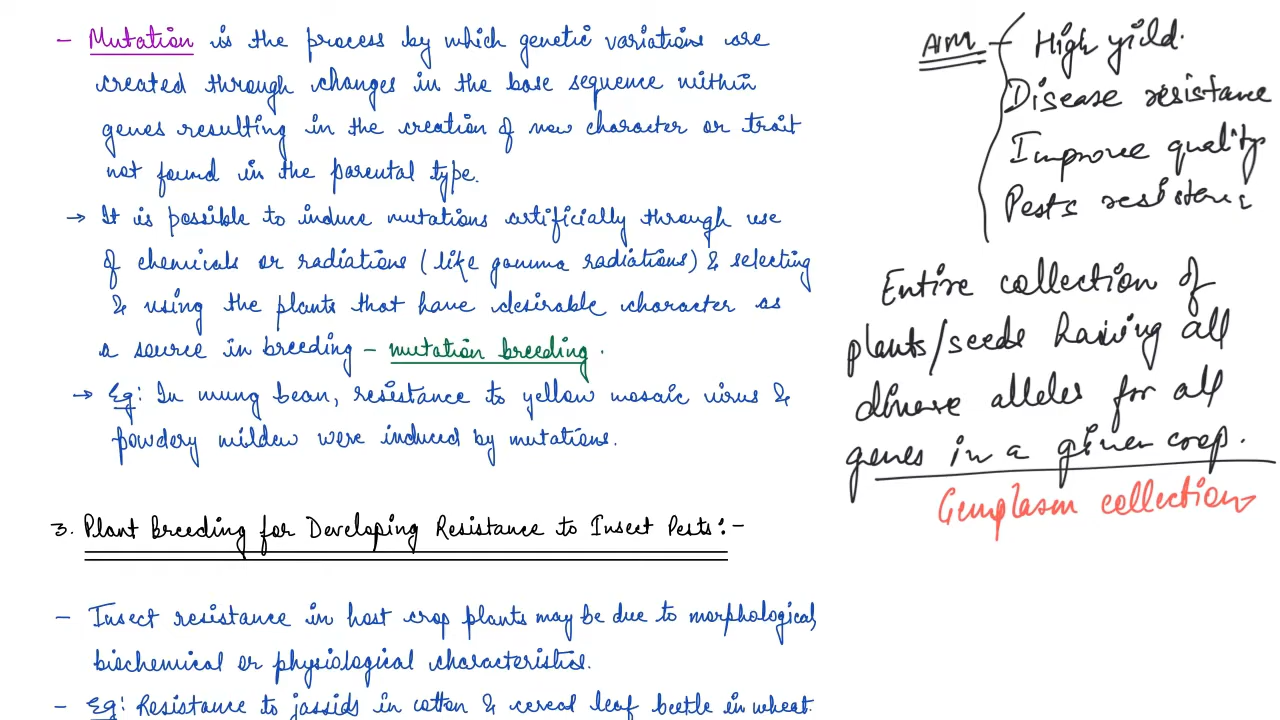 - Mutation is the process by which genetic variations are
created through changes in the base sequence within
genes resulting in the creation of new character or trait
not found in the parental type.
→ It is possible to induce mutations artificially through use
of chemicals or radiations (like gamma radiations) & selecting
& using the plants that have desirable character as
a source in breeding - mutation breeding.
→ Eg: In mung bean, resistance to yellow mosaic virus &
powdery mildew were induced by mutations.
3. Plant Breeding for Developing Resistance to Insect Pests:-
- Insect resistance in host crop plants may be due to morphological,
biochemical or physiological characteristics.
- Eg: Resistance to jassids in cotton & cereal leaf beetle in wheat.
AIM - High yield.
Disease resistance
Improve quality
Pests resistance
Entire collection of
plants/seeds having all
diverse alleles for all
genes in a given crop.
Germplasm collection